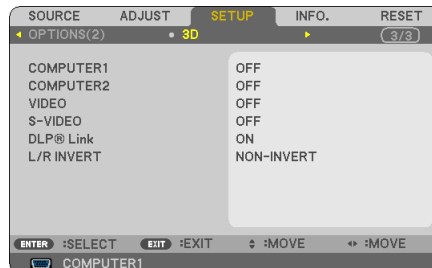 SOURCE ADJUST SETUP INFO. RESET
OPTIONS(2) 3D 3/3
COMPUTER1 OFF
COMPUTER2 OFF
VIDEO OFF
S-VIDEO OFF
DLP® Link ON
L/R INVERT NON-INVERT
ENTER :SELECT EXIT :EXIT :MOVE :MOVE
COMPUTER1